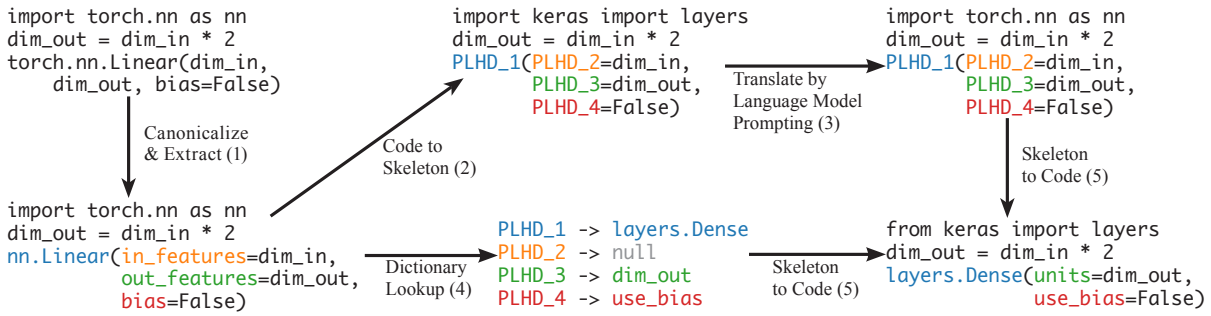 import torch.nn as nn
dim_out = dim_in * 2
torch.nn.Linear(dim_in,
dim_out, bias=False)
Canonicalize
& Extract (1)
import torch.nn as nn
dim_out = dim_in * 2
nn.Linear(in_features=dim_in,
out_features=dim_out,
bias=False)
Code to
Skeleton (2)
import keras import layers
dim_out = dim_in * 2
PLHD_1(PLHD_2=dim_in,
PLHD_3=dim_out,
PLHD_4=False)
Translate by
Language Model
Prompting (3)
import torch.nn as nn
dim_out = dim_in * 2
PLHD_1(PLHD_2=dim_in,
PLHD_3=dim_out,
PLHD_4=False)
Skeleton
to Code (5)
Dictionary
Lookup (4)
PLHD_1 -> layers.Dense
PLHD_2 -> null
PLHD_3 -> dim_out
PLHD_4 -> use_bias
Skeleton
to Code (5)
from keras import layers
dim_out = dim_in * 2
layers.Dense(units=dim_out,
use_bias=False)